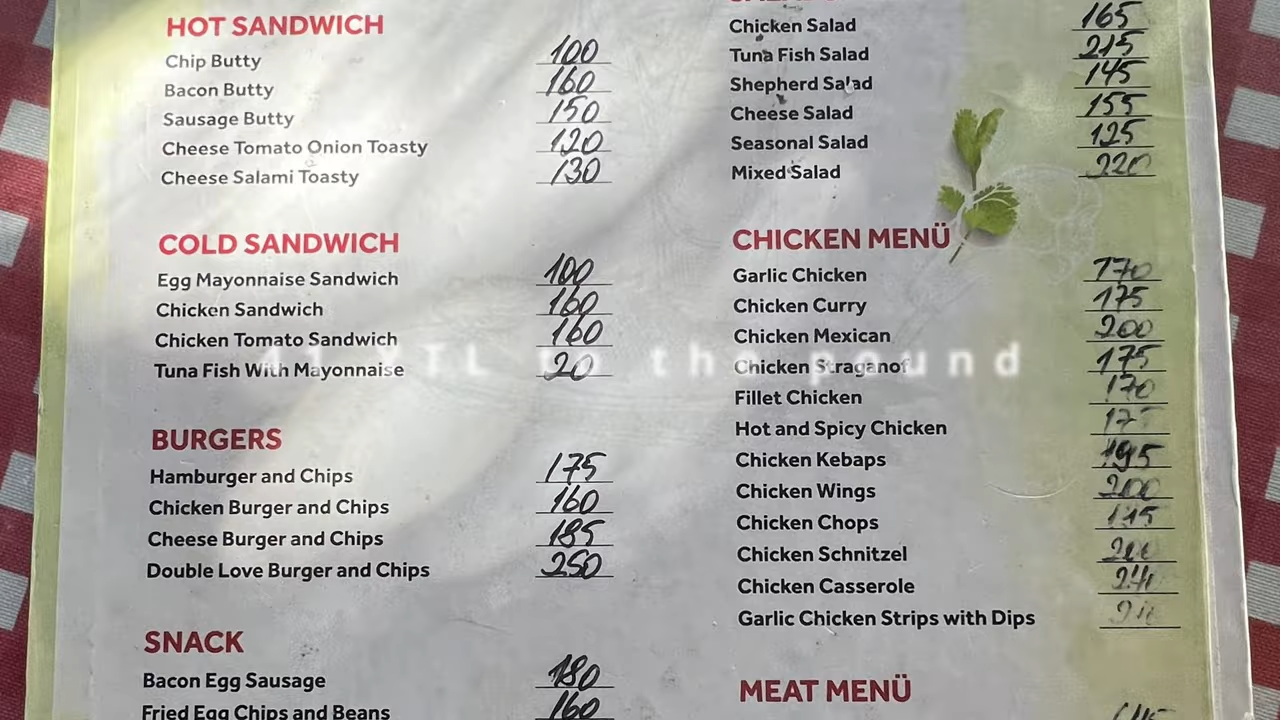 HOT SANDWICH
Chip Butty 100
Bacon Butty 160
Sausage Butty 150
Cheese Tomato Onion Toasty 120
Cheese Salami Toasty 130
COLD SANDWICH
Egg Mayonnaise Sandwich 100
Chicken Sandwich 160
Chicken Tomato Sandwich 160
Tuna Fish With Mayonnaise 20
BURGERS
Hamburger and Chips 175
Chicken Burger and Chips 160
Cheese Burger and Chips 185
Double Love Burger and Chips 250
SNACK
Bacon Egg Sausage 180
Fried Egg Chips and Beans 160
Chicken Salad 165
Tuna Fish Salad 215
Shepherd Salad 145
Cheese Salad 155
Seasonal Salad 125
Mixed Salad 220
CHICKEN MENÜ
Garlic Chicken 170
Chicken Curry 175
Chicken Mexican 200
Chicken Straganof 175
Fillet Chicken 170
Hot and Spicy Chicken
Chicken Kebaps 195
Chicken Wings 200
Chicken Chops
Chicken Schnitzel
Chicken Casserole
Garlic Chicken Strips with Dips
MEAT MENÜ
the pound